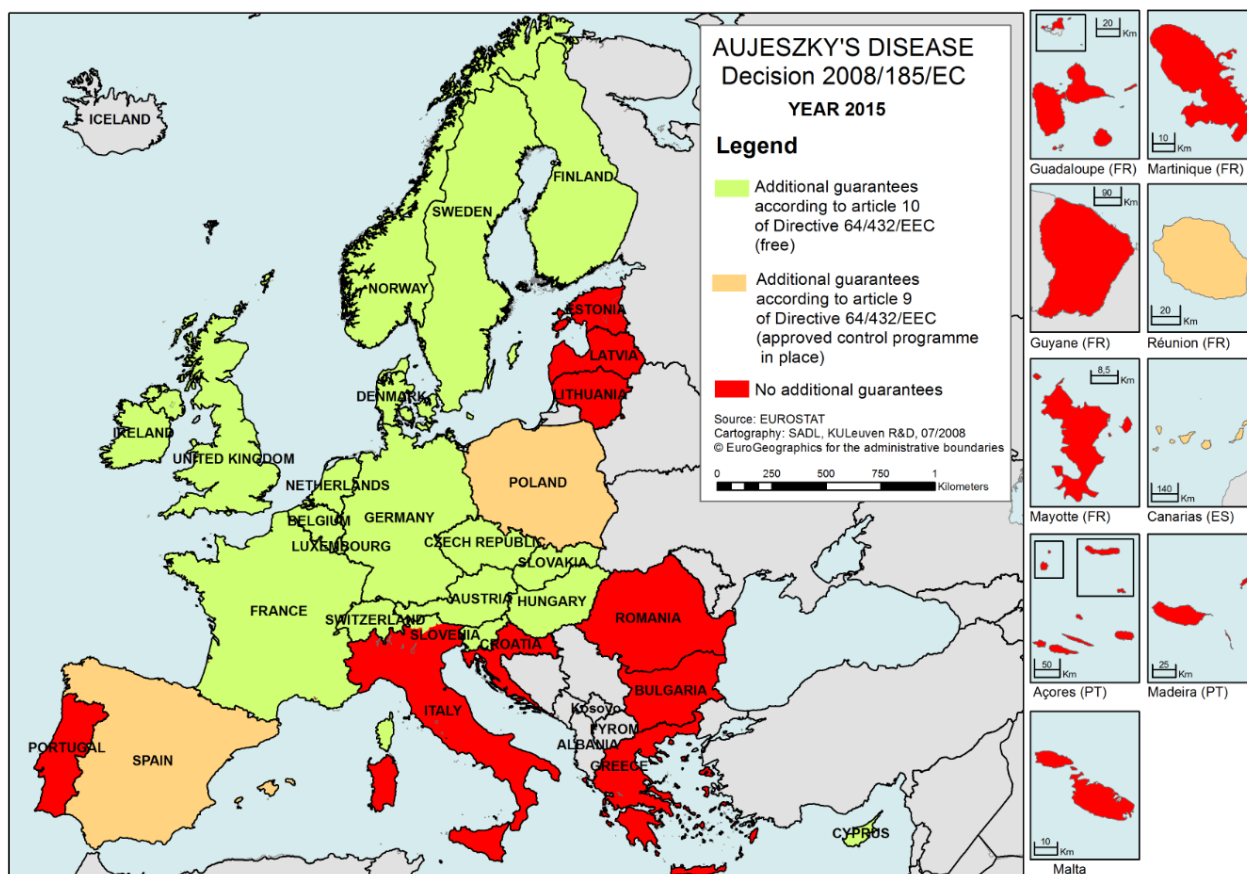 AUJESZKY'S DISEASE
Decision 2008/185/EC
YEAR 2015
Legend
Additional guarantees
according to article 10
of Directive 64/432/EEC
(free)
Additional guarantees
according to article 9
of Directive 64/432/EEC
(approved control programme
in place)
No additional guarantees
Source: EUROSTAT
Cartography: SADL, KULeuven R&D, 07/2008
© EuroGeographics for the administrative boundaries
0 250 500 750 1
Kilometers
ICELAND
FINLAND
SWEDEN
NORWAY
ESTONIA
LATVIA
LITHUANIA
DENMARK
IRELAND
UNITED KINGDOM
NETHERLANDS
POLAND
BELGIUM
GERMANY
LUXEMBOURG
CZECH REPUBLIC
SLOVAKIA
FRANCE
AUSTRIA
HUNGARY
SWITZERLAND
SLOVENIA
CROATIA
ROMANIA
BULGARIA
ITALY
Kosovo
FYROM
ALBANIA
GREECE
PORTUGAL
SPAIN
CYPRUS
20
Km
Guadaloupe (FR)
10
Km
Martinique (FR)
90
Km
Guyane (FR)
20
Km
Réunion (FR)
8,5
Km
Mayotte (FR)
140
Km
Canarias (ES)
50
Km
Açores (PT)
25
Km
Madeira (PT)
10
Km
Malta